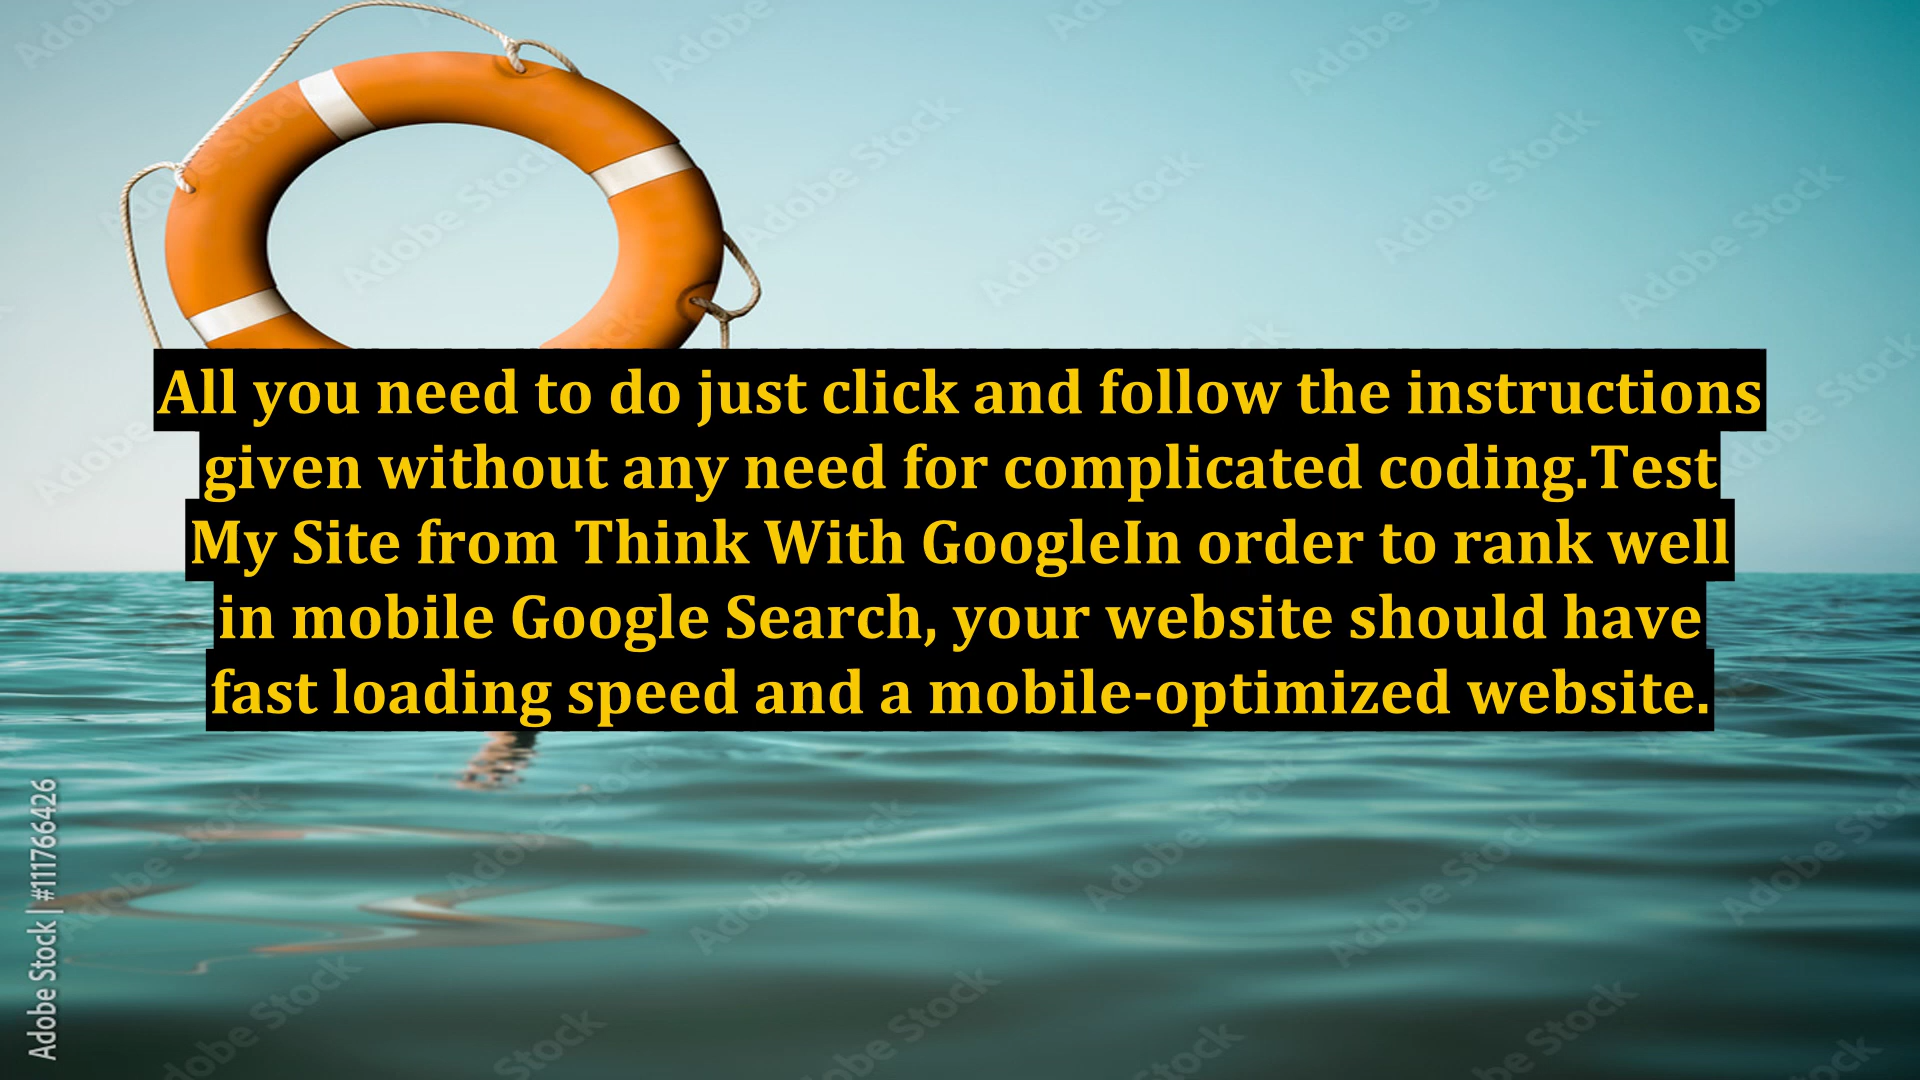 All you need to do just click and follow the instructions
given without any need for complicated coding.Test
My Site from Think With GoogleIn order to rank well
in mobile Google Search, your website should have
fast loading speed and a mobile-optimized website.
Adobe Stock | #111766426